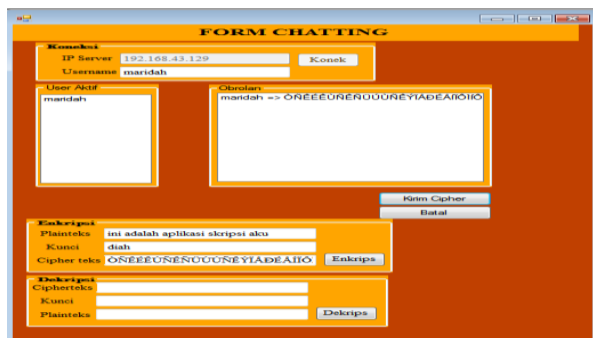 FORM CHATTING
Koneksi
IP Server 192.168.43.129 Konek
Username maridah
User Aktif
maridah
Obrolan
maridah =>
Kirim Cipher
Batal
Enkripsi
Plainteks ini adalah aplikasi skripsi aku
Kunci diah
Cipher teks Enkrips
Dekripsi
Cipherteks
Kunci
Plainteks Dekrips